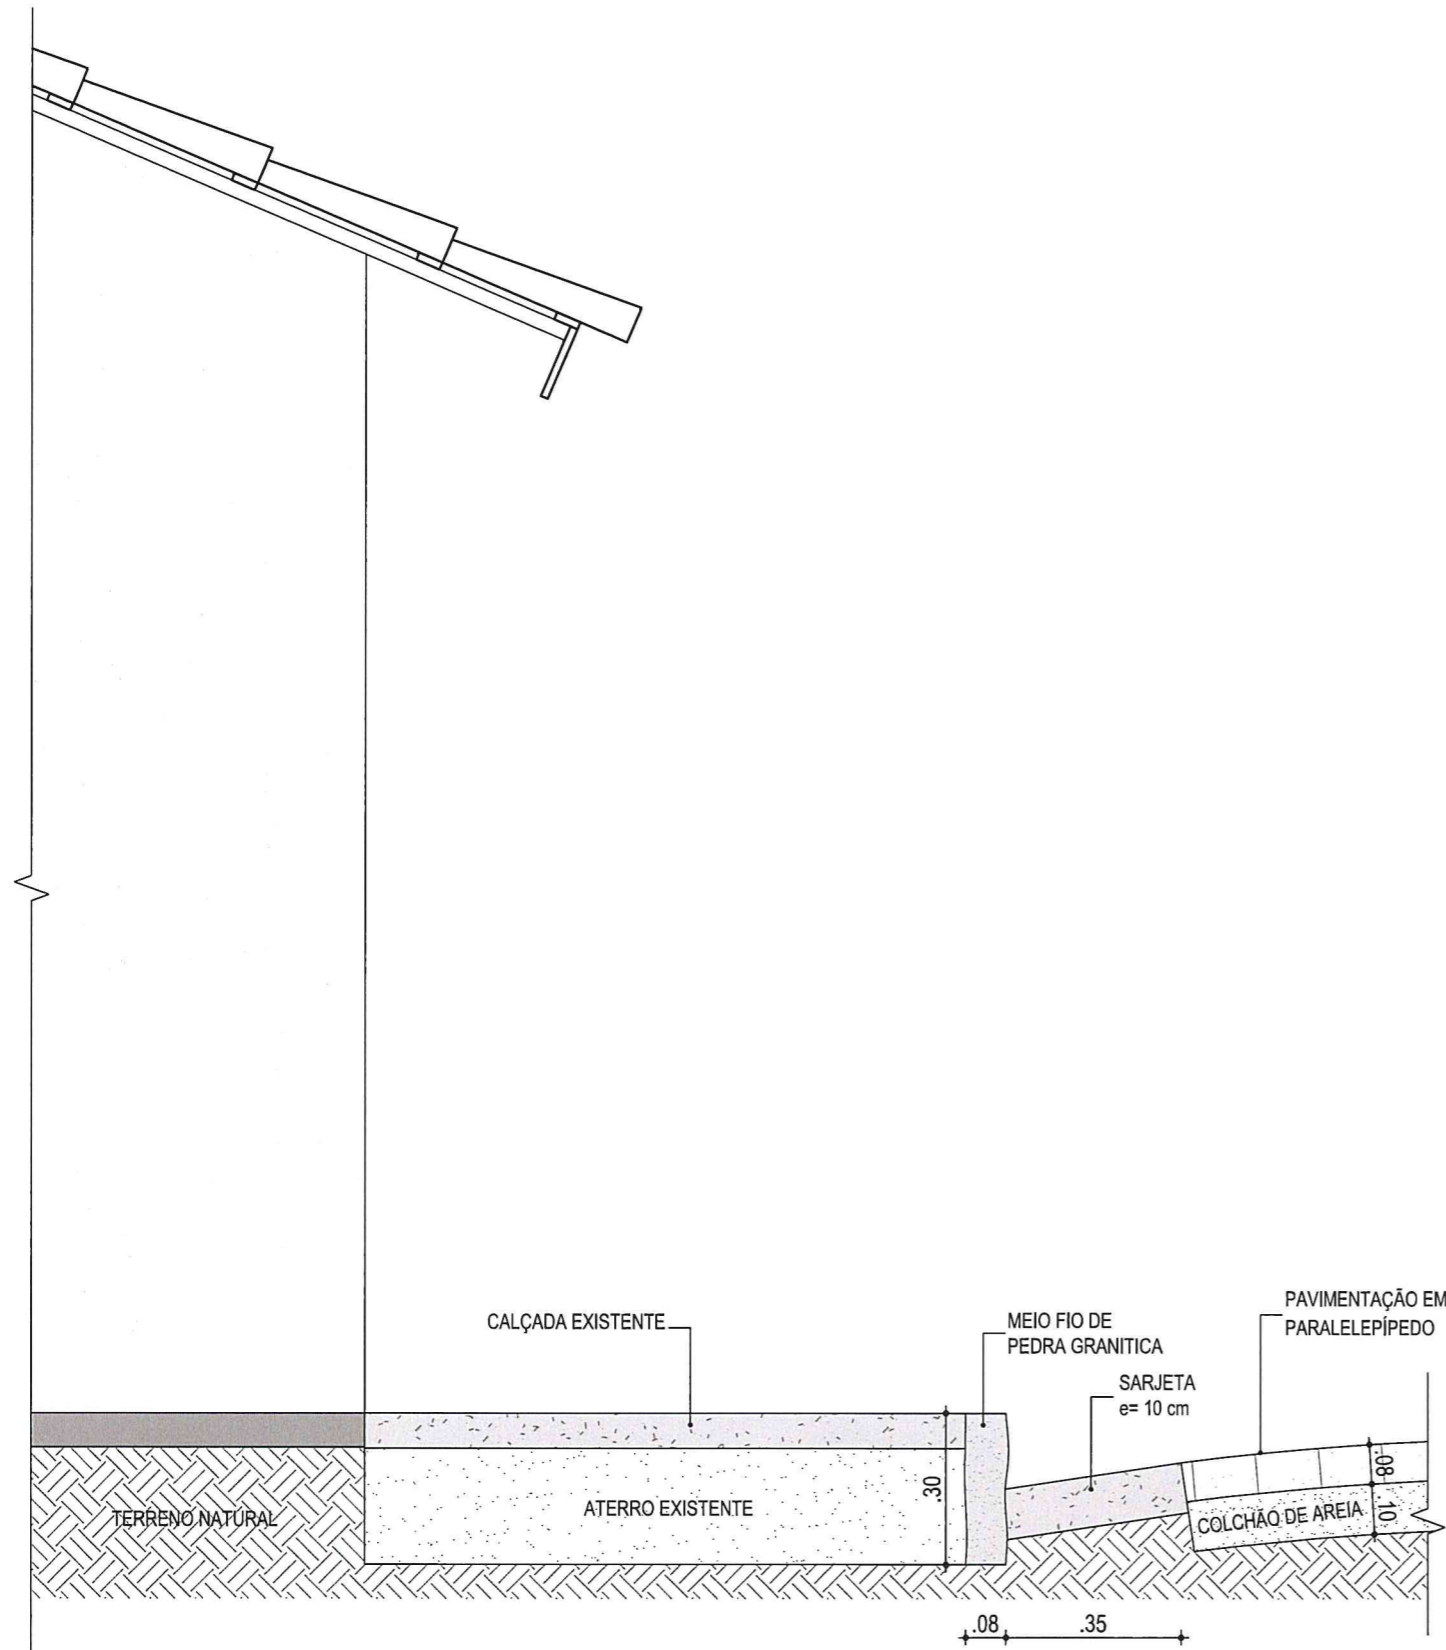 CALÇADA EXISTENTE
MEIO FIO DE
PEDRA GRANITICA
PAVIMENTAÇÃO EM
PARALELEPÍPEDO
SARJETA
e= 10 cm
.08
.30
.10
TERRENO NATURAL
ATERRO EXISTENTE
COLCHÃO DE AREIA
.08
.35